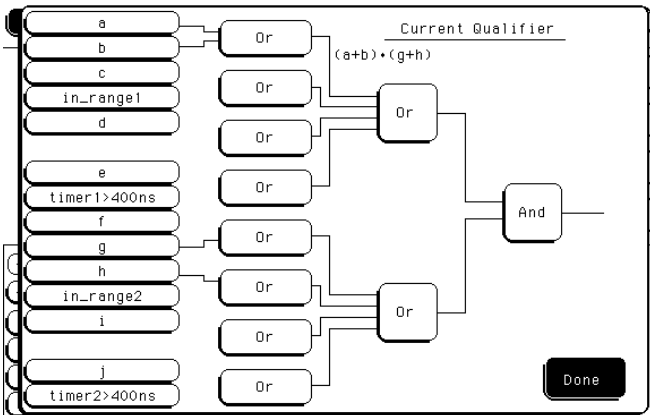 Current Qualifier
(a+b)•(g+h)
a
b
c
in_range1
d
e
timer1>400ns
f
g
h
in_range2
i
j
timer2>400ns
Or
Or
Or
Or
Or
Or
Or
Or
Or
Or
And
Done